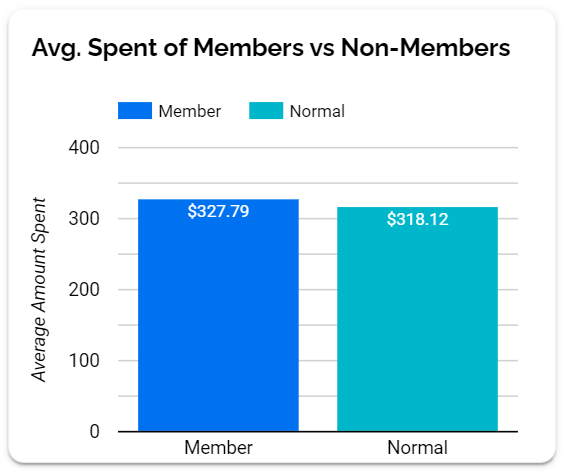 Avg. Spent of Members vs Non-Members
Member Normal
400
300
200
100
0
Average Amount Spent
$327.79 $318.12
Member Normal